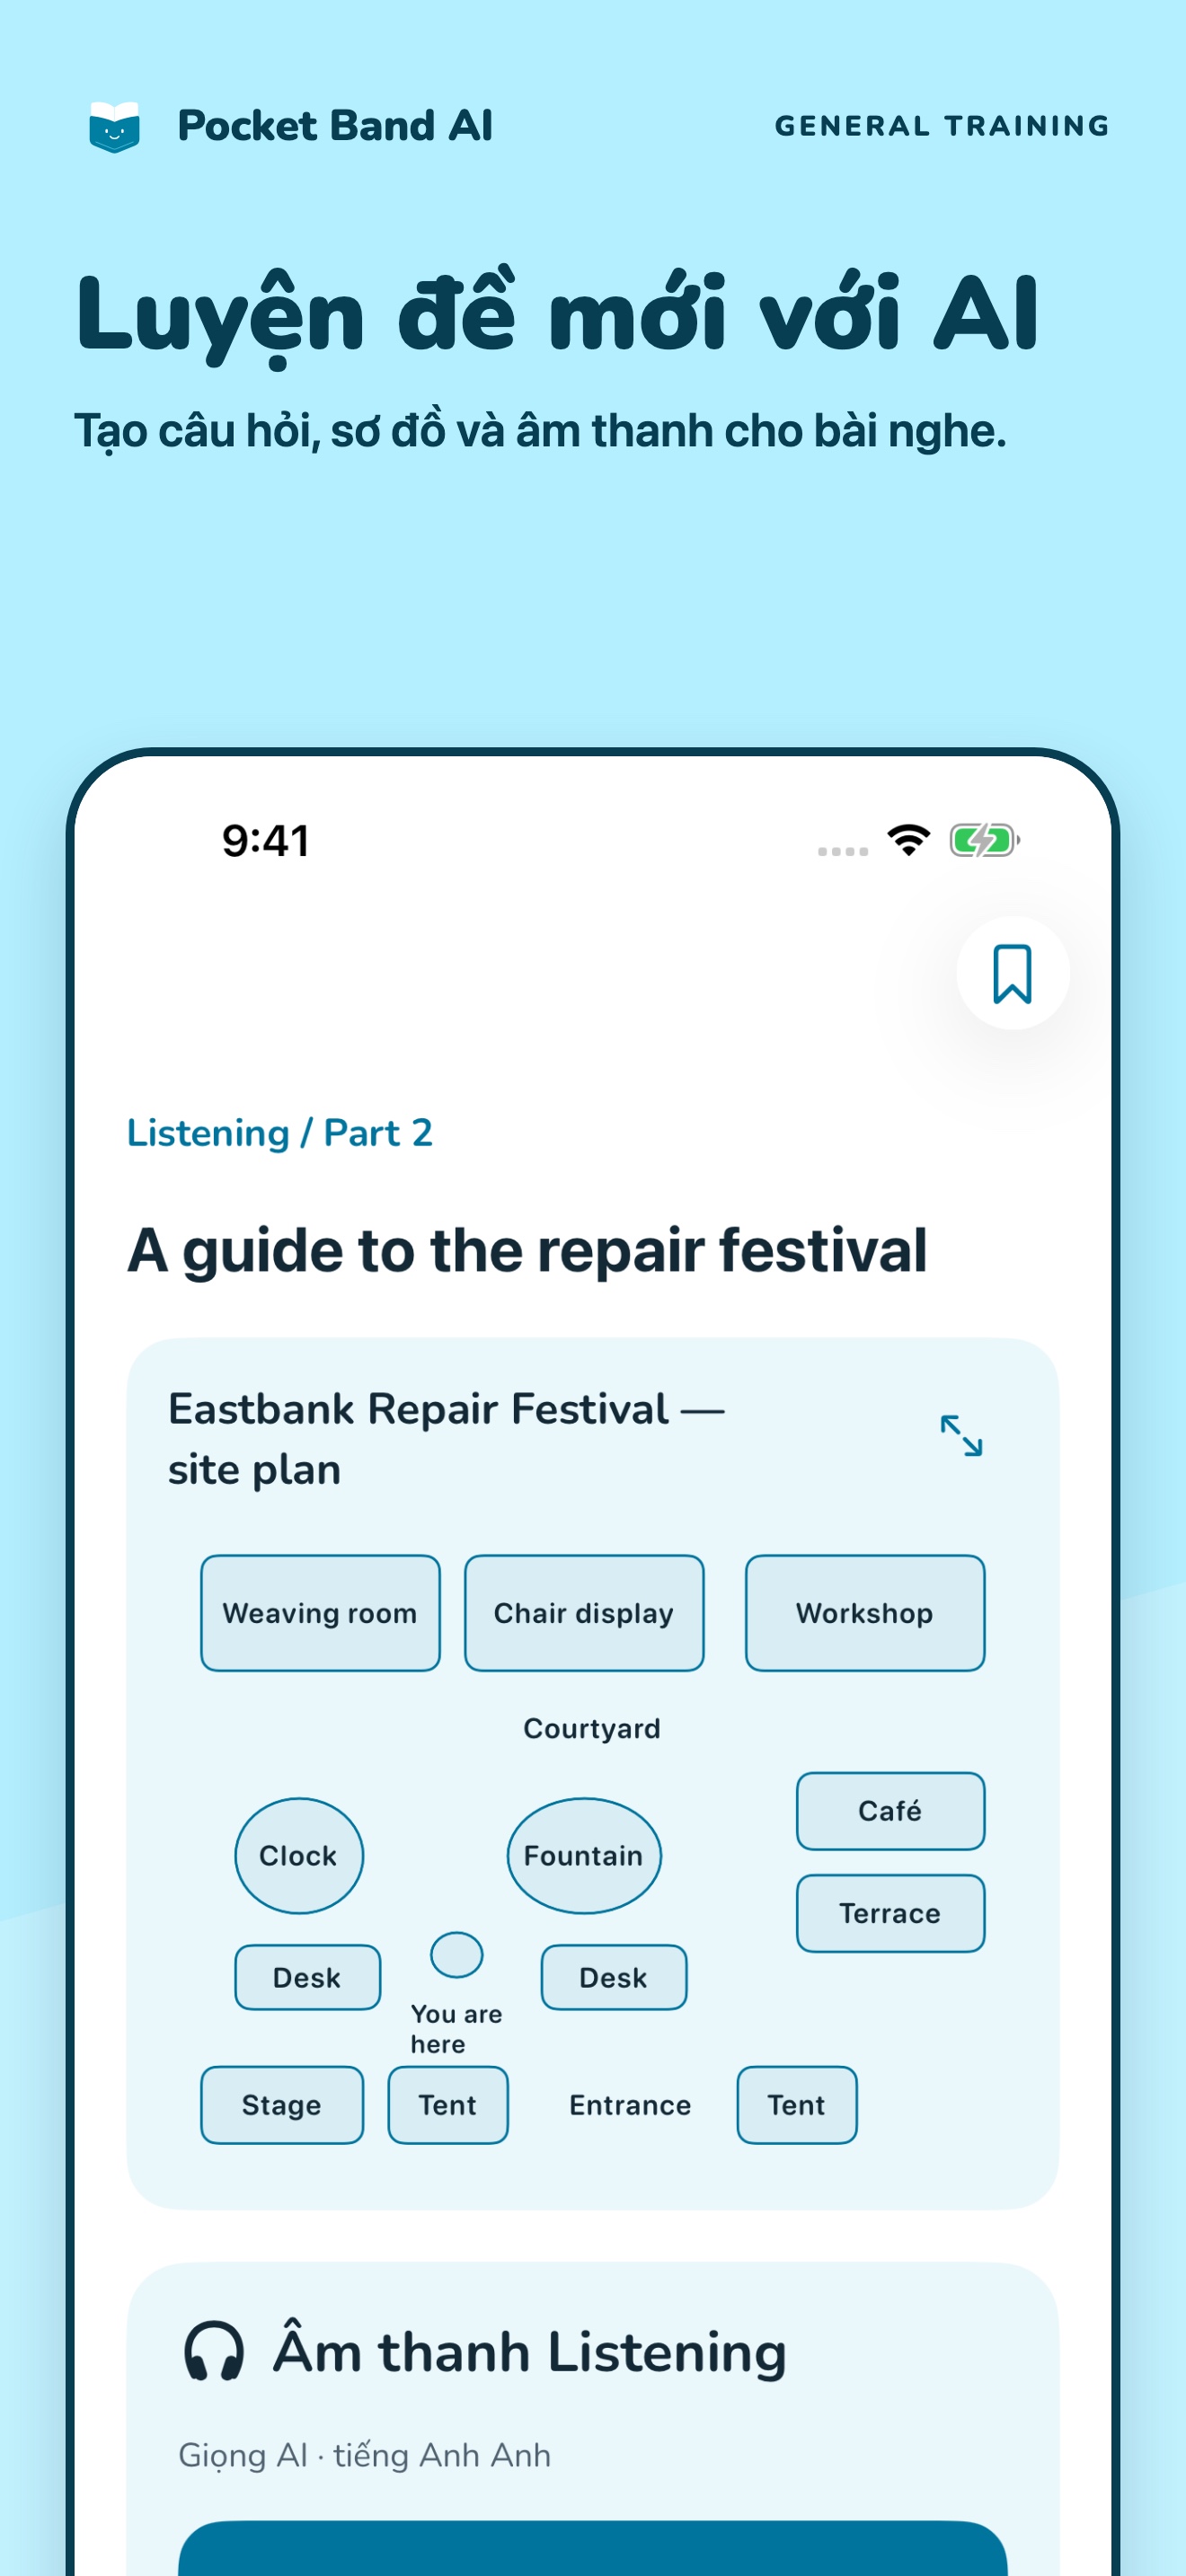 Pocket Band AI
GENERAL TRAINING
Luyện đề mới với AI
Tạo câu hỏi, sơ đồ và âm thanh cho bài nghe.
9:41
Listening / Part 2
A guide to the repair festival
Eastbank Repair Festival —
site plan
Weaving room
Chair display
Workshop
Courtyard
Café
Clock
Fountain
Terrace
Desk
Desk
You are
here
Stage
Tent
Entrance
Tent
Âm thanh Listening
Giọng AI · tiếng Anh Anh